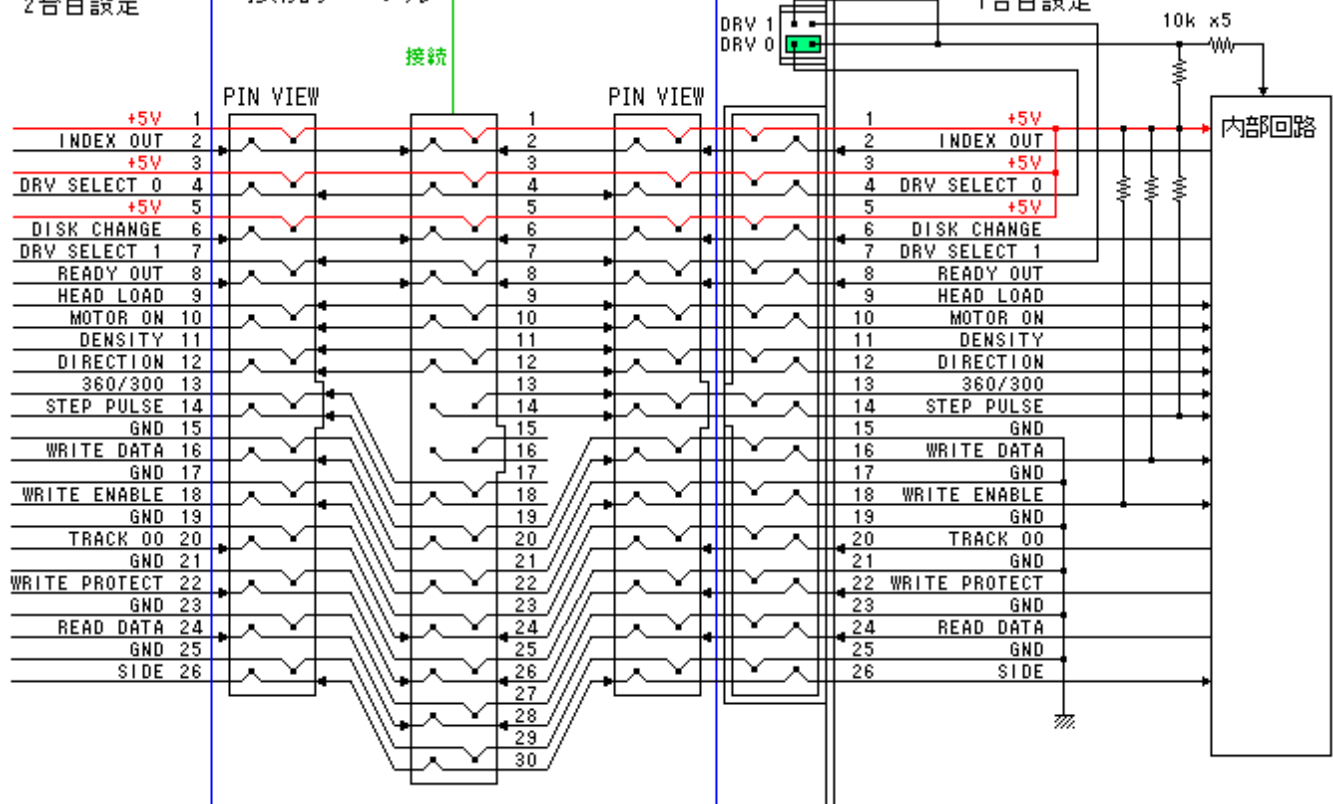 2台目設定
1台目設定
10k x5
DRV 1
DRV 0
接続
PIN VIEW
PIN VIEW
内部回路
+5V 1 1 1 +5V
INDEX OUT 2 2 2 INDEX OUT
+5V 3 3 3 +5V
DRV SELECT 0 4 4 4 DRV SELECT 0
+5V 5 5 5 +5V
DISK CHANGE 6 6 6 DISK CHANGE
DRV SELECT 1 7 7 7 DRV SELECT 1
READY OUT 8 8 8 READY OUT
HEAD LOAD 9 9 9 HEAD LOAD
MOTOR ON 10 10 10 MOTOR ON
DENSITY 11 11 11 DENSITY
DIRECTION 12 12 12 DIRECTION
360/300 13 13 13 360/300
STEP PULSE 14 14 14 STEP PULSE
GND 15 15 15 GND
WRITE DATA 16 16 16 WRITE DATA
GND 17 17 17 GND
WRITE ENABLE 18 18 18 WRITE ENABLE
GND 19 19 19 GND
TRACK 00 20 20 20 TRACK 00
GND 21 21 21 GND
WRITE PROTECT 22 22 22 WRITE PROTECT
GND 23 23 23 GND
READ DATA 24 24 24 READ DATA
GND 25 25 25 GND
SIDE 26 26 26 SIDE
27
28
29
30